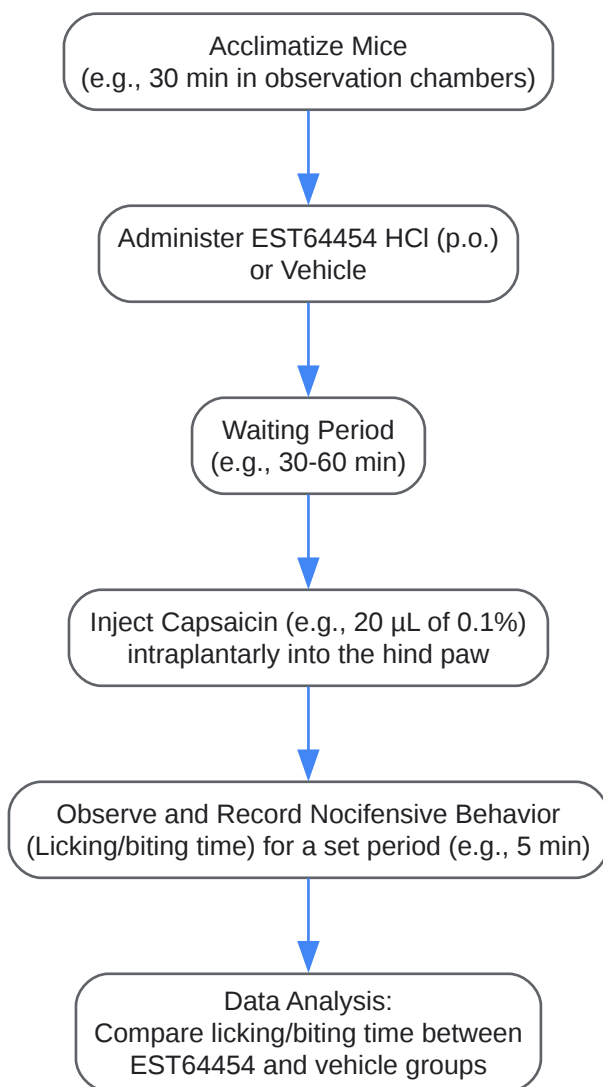 Acclimatize Mice
(e.g., 30 min in observation chambers)
Administer EST64454 HCl (p.o.)
or Vehicle
Waiting Period
(e.g., 30-60 min)
Inject Capsaicin (e.g., 20 µL of 0.1%)
intraplantarly into the hind paw
Observe and Record Nocifensive Behavior
(Licking/biting time) for a set period (e.g., 5 min)
Data Analysis:
Compare licking/biting time between
EST64454 and vehicle groups